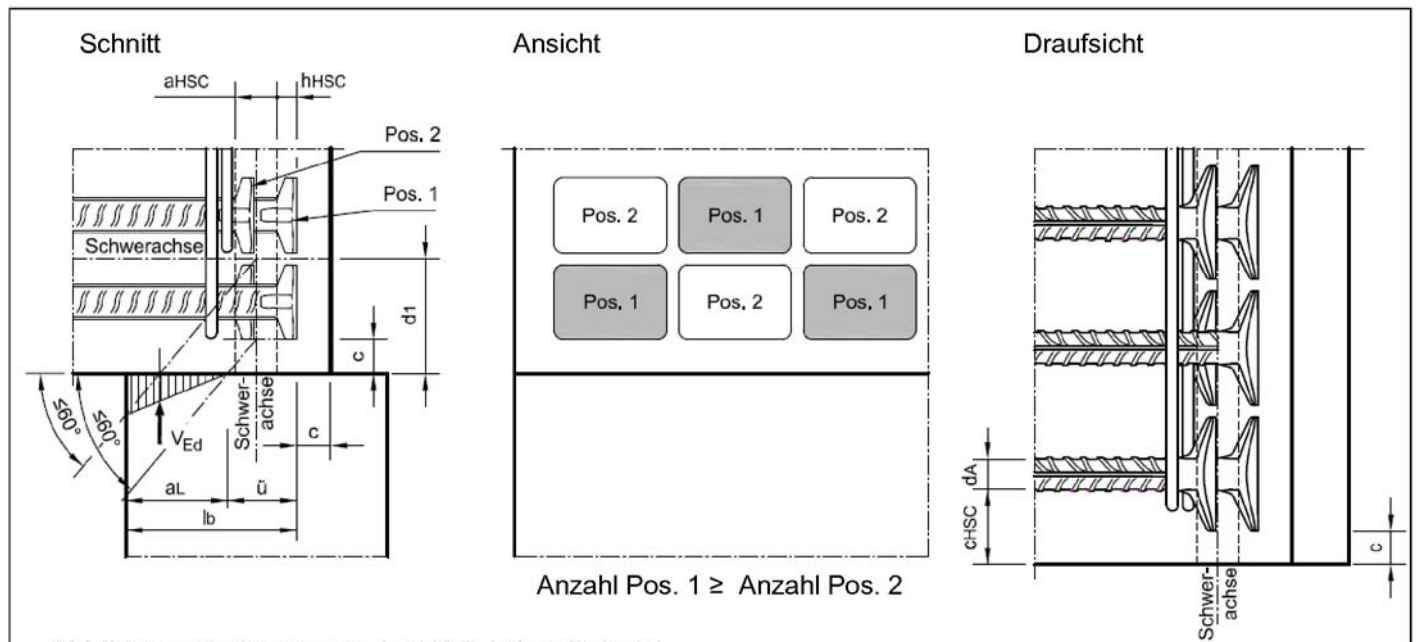 Schnitt
Ansicht
Draufsicht
aHSC
hHSC
Pos. 2
Pos. 1
Schwerachse
d1
c
≤60°
≤60°
VEd
Schwer-
achse
c
aL
ü
lb
Pos. 2
Pos. 1
Pos. 2
Pos. 1
Pos. 2
Pos. 1
Anzahl Pos. 1 ≥ Anzahl Pos. 2
dA
cHSC
c
Schwer-
achse